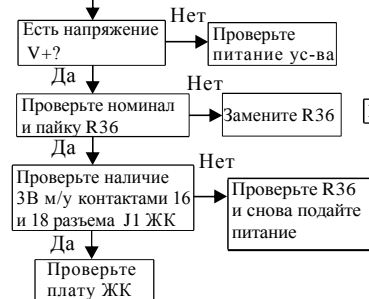 Нет
Есть напряжение
V+?
Проверьте
питание ус-ва
Да
Нет
Проверьте номинал
и пайку R36
Замените R36
Да
Нет
Проверьте наличие
3В м/у контактами 16
и 18 разъема J1 ЖК
Проверьте R36
и снова подайте
питание
Да
Проверьте
плату ЖК